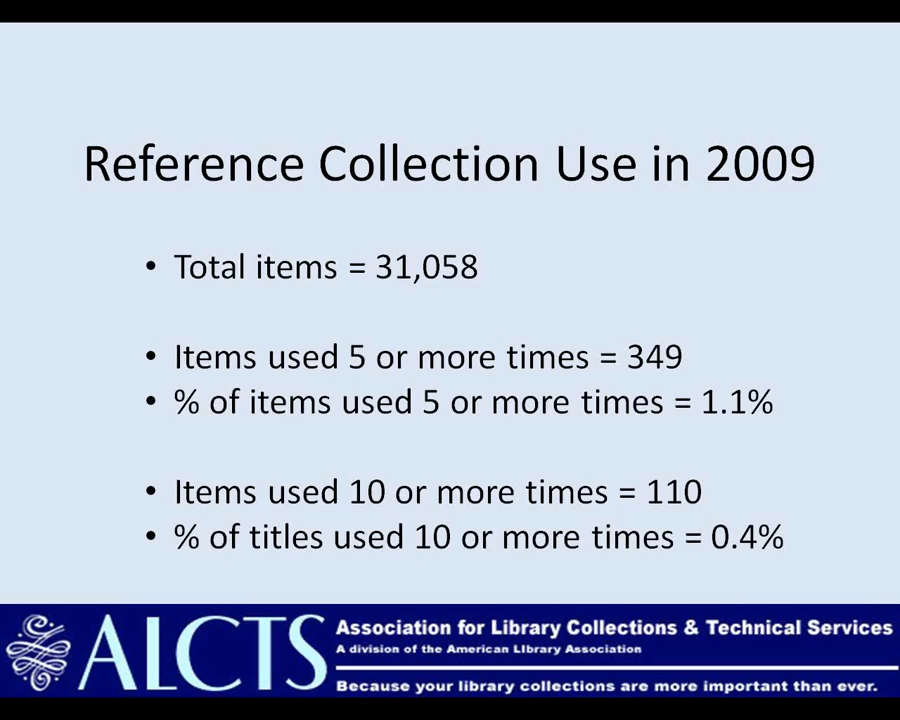 Reference Collection Use in 2009
• Total items = 31,058
• Items used 5 or more times = 349
• % of items used 5 or more times = 1.1%
• Items used 10 or more times = 110
• % of titles used 10 or more times = 0.4%
ALCTS
Association for Library Collections & Technical Services
A division of the American Library Association
Because your library collections are more important than ever.